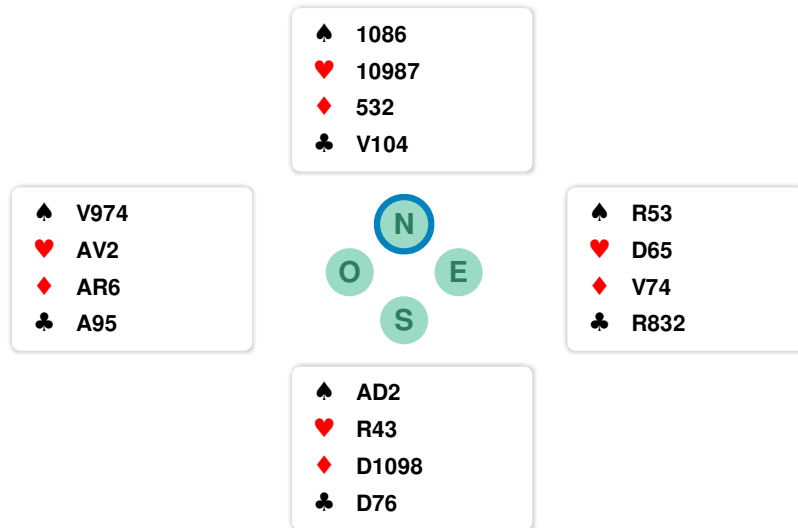 ♠ 1086
♥ 10987
♦ 532
♣ V104
♠ V974
♥ AV2
♦ AR6
♣ A95
N
O E
S
♠ R53
♥ D65
♦ V74
♣ R832
♠ AD2
♥ R43
♦ D1098
♣ D76